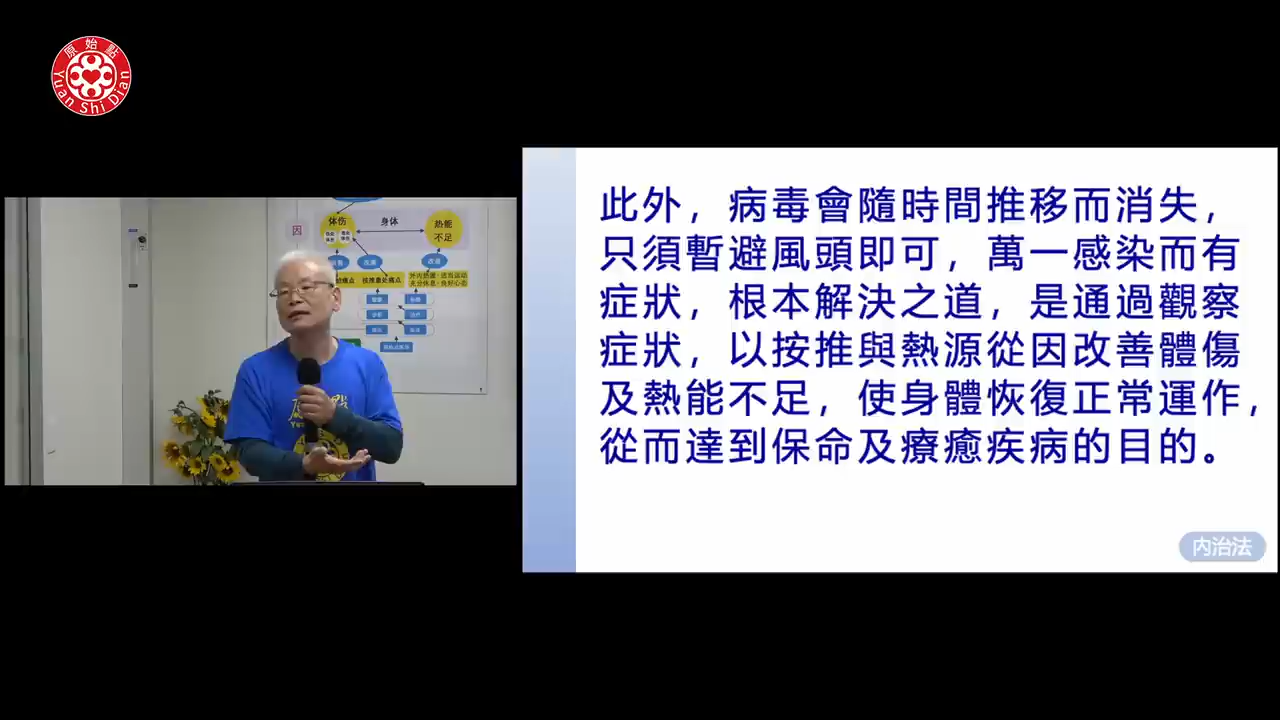 原始點
Yuan Shi Dian
体伤
身体
热能
不足
因
改善
此外，病毒會隨時間推移而消失，
只須暫避風頭即可，萬一感染而有
症狀，根本解決之道，是通過觀察
症狀，以按推與熱源從因改善體傷
及熱能不足，使身體恢復正常運作，
從而達到保命及療癒疾病的目的。
內治法